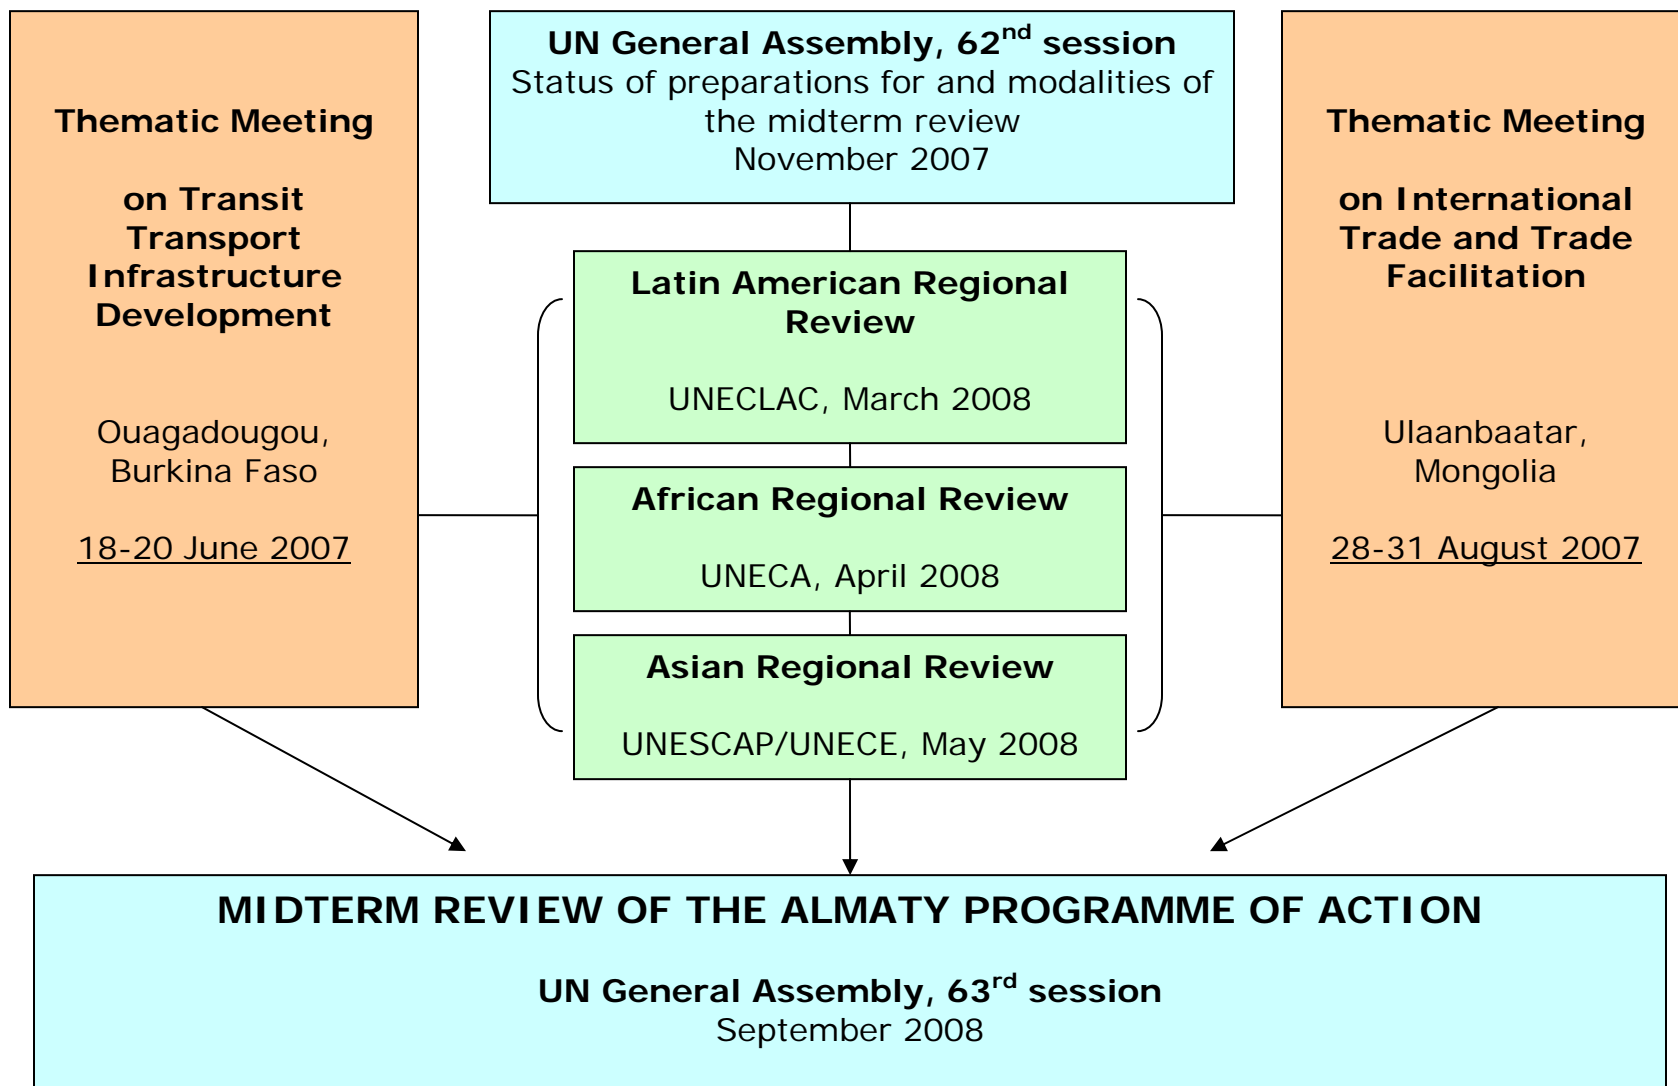 Thematic Meeting
on Transit
Transport
Infrastructure
Development
Ouagadougou,
Burkina Faso
18-20 June 2007
UN General Assembly, 62nd session
Status of preparations for and modalities of
the midterm review
November 2007
Latin American Regional
Review
UNECLAC, March 2008
African Regional Review
UNECA, April 2008
Asian Regional Review
UNESCAP/UNECE, May 2008
Thematic Meeting
on International
Trade and Trade
Facilitation
Ulaanbaatar,
Mongolia
28-31 August 2007
MIDTERM REVIEW OF THE ALMATY PROGRAMME OF ACTION
UN General Assembly, 63rd session
September 2008